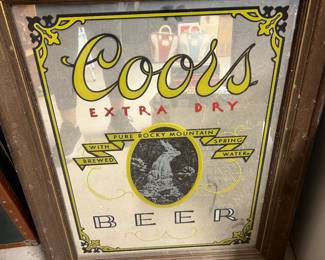 Coors
EXTRA DRY
PURE ROCKY MOUNTAIN
WITH SPRING
BREWED WATER
BEER